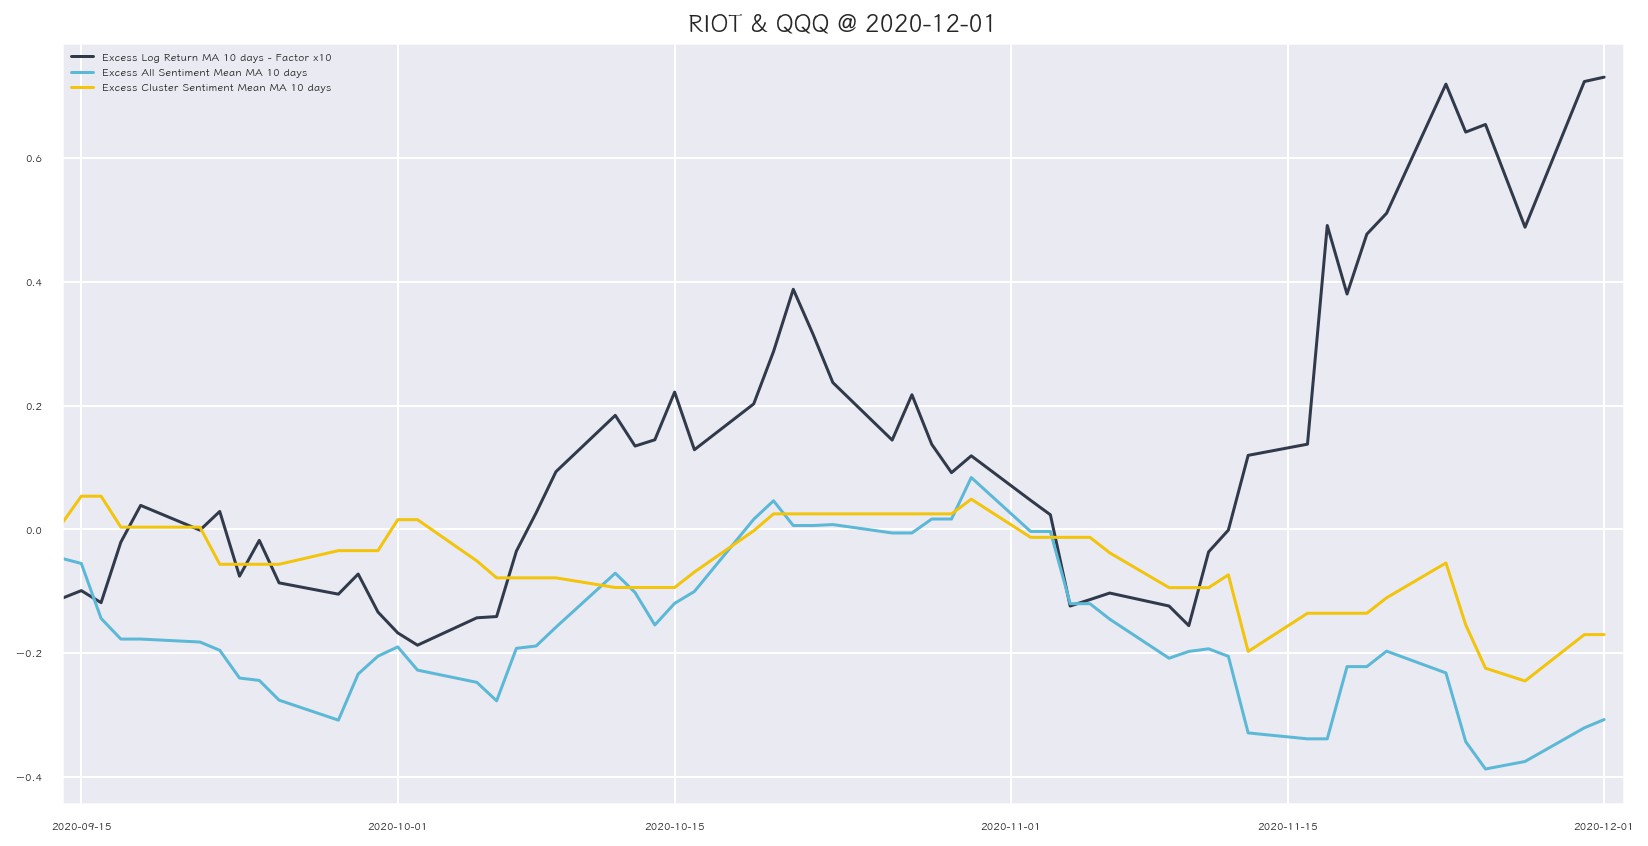 RIOT & QQQ @ 2020-12-01
Excess Log Return MA 10 days - Factor x10
Excess All Sentiment Mean MA 10 days
Excess Cluster Sentiment Mean MA 10 days
0.6
0.4
0.2
0.0
−0.2
−0.4
2020-09-15 2020-10-01 2020-10-15 2020-11-01 2020-11-15 2020-12-01